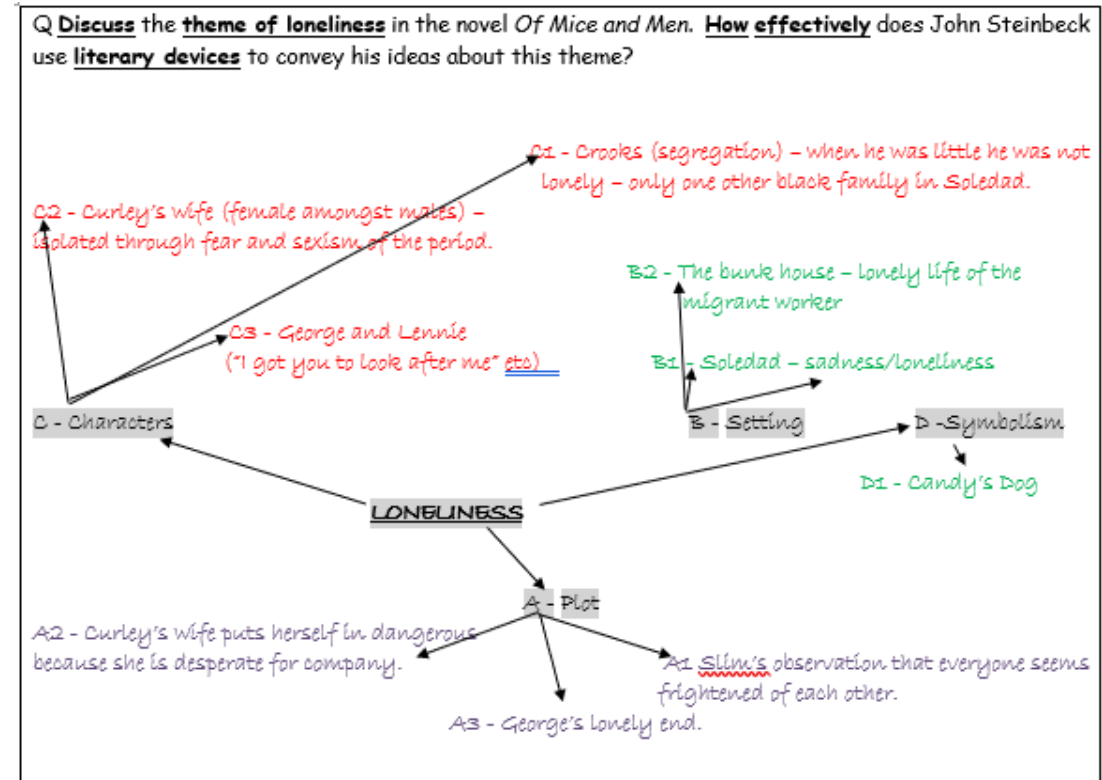 Q Discuss the theme of loneliness in the novel Of Mice and Men. How effectively does John Steinbeck
use literary devices to convey his ideas about this theme?
C1 - Crooks (segregation) – when he was little he was not
lonely – only one other black family in Soledad.
C2 - Curley's wife (female amongst males) –
isolated through fear and sexism of the period.
B2 - The bunk house – lonely life of the
migrant worker
C3 - George and Lennie
("I got you to look after me" etc)
B1 - Soledad – sadness/loneliness
C - Characters
B - Setting
D -Symbolism
D1 - Candy's Dog
LONELINESS
A - Plot
A2 - Curley's wife puts herself in dangerous
because she is desperate for company.
A1 Slim's observation that everyone seems
frightened of each other.
A3 - George's lonely end.